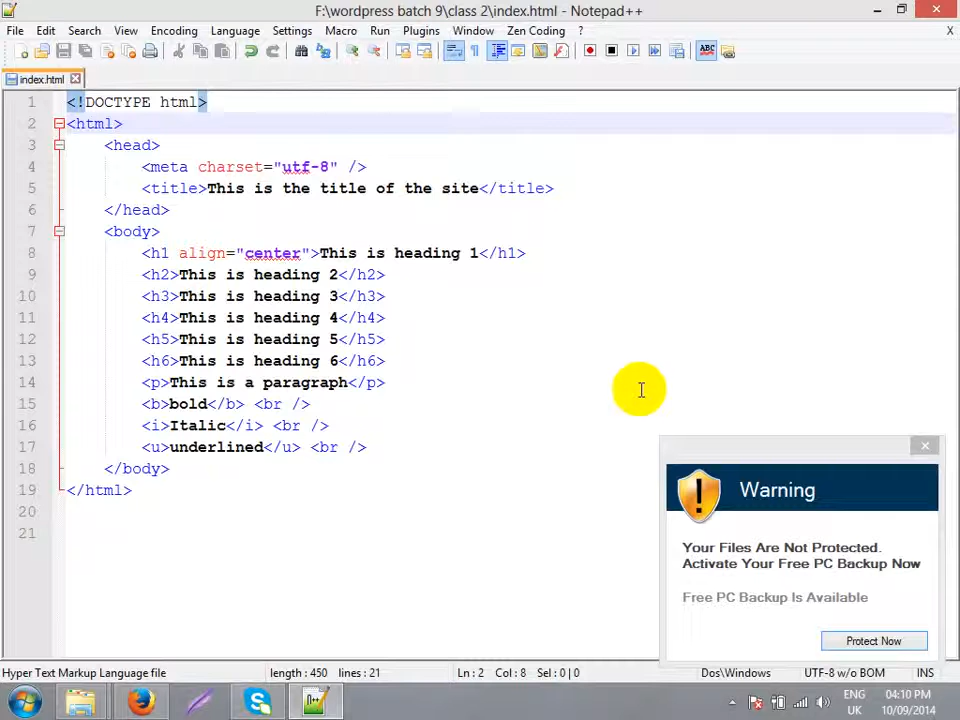 F:\wordpress batch 9\class 2\index.html - Notepad++
File Edit Search View Encoding Language Settings Macro Run Plugins Window Zen Coding ? X
index.html
1 <!DOCTYPE html>
2 <html>
3 <head>
4 <meta charset="utf-8" />
5 <title>This is the title of the site</title>
6 </head>
7 <body>
8 <h1 align="center">This is heading 1</h1>
9 <h2>This is heading 2</h2>
10 <h3>This is heading 3</h3>
11 <h4>This is heading 4</h4>
12 <h5>This is heading 5</h5>
13 <h6>This is heading 6</h6>
14 <p>This is a paragraph</p>
15 <b>bold</b> <br />
16 <i>Italic</i> <br />
17 <u>underlined</u> <br />
18 </body>
19 </html>
20
21
Warning
Your Files Are Not Protected.
Activate Your Free PC Backup Now
Free PC Backup Is Available
Protect Now
Hyper Text Markup Language file length : 450 lines : 21 Ln : 2 Col : 8 Sel : 0 | 0 Dos\Windows UTF-8 w/o BOM INS
ENG 04:10 PM
UK 10/09/2014